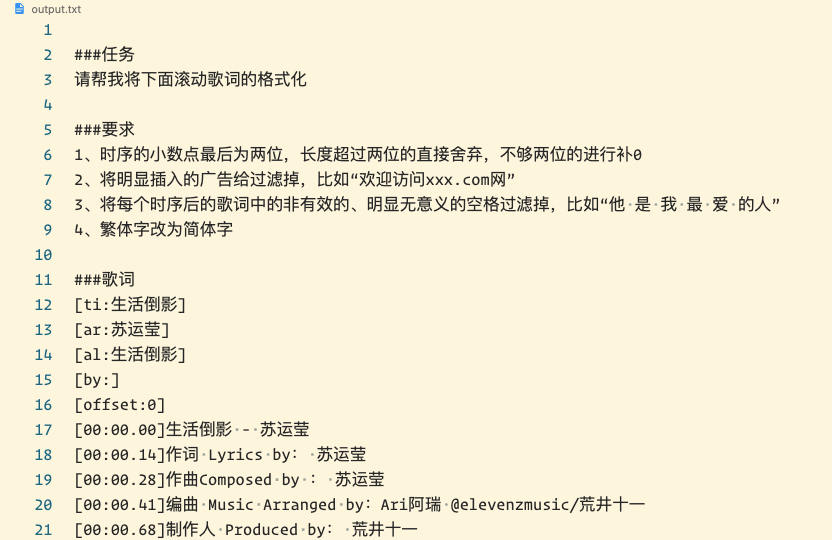 output.txt
1
2 ###任务
3 请帮我将下面滚动歌词的格式化
4
5 ###要求
6 1、时序的小数点最后为两位，长度超过两位的直接舍弃，不够两位的进行补0
7 2、将明显插入的广告给过滤掉，比如“欢迎访问xxx.com网”
8 3、将每个时序后的歌词中的非有效的、明显无意义的空格过滤掉，比如“他·是·我·最·爱·的人”
9 4、繁体字改为简体字
10
11 ###歌词
12 [ti:生活倒影]
13 [ar:苏运莹]
14 [al:生活倒影]
15 [by:]
16 [offset:0]
17 [00:00.00]生活倒影·-·苏运莹
18 [00:00.14]作词·Lyrics·by：·苏运莹
19 [00:00.28]作曲Composed·by·：·苏运莹
20 [00:00.41]编曲·Music·Arranged·by：Ari阿瑞·@elevenzmusic/荒井十一
21 [00:00.68]制作人·Produced·by：·荒井十一